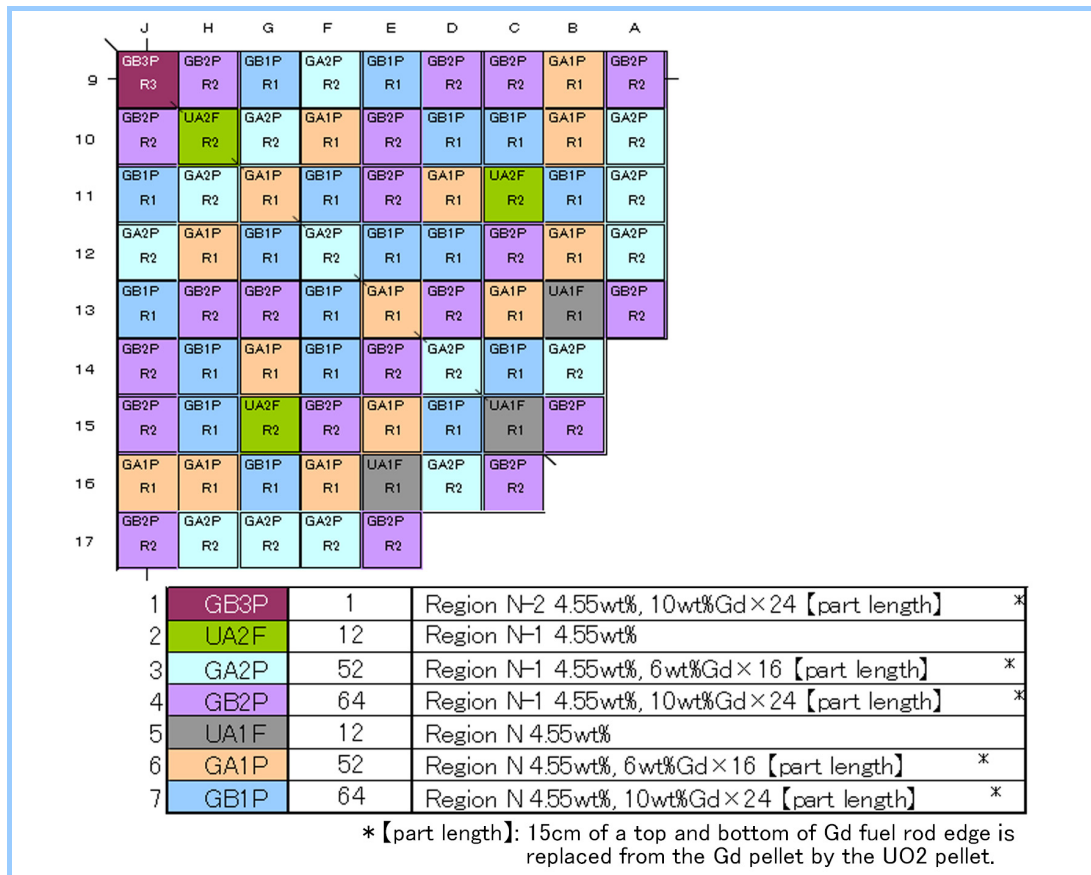 J H G F E D C B A
9 GB3P GB2P GB1P GA2P GB1P GB2P GB2P GA1P GB2P
R3 R2 R1 R2 R1 R2 R2 R1 R2
10 GB2P UA2F GA2P GA1P GB2P GB1P GB1P GA1P GA2P
R2 R2 R2 R1 R2 R1 R1 R1 R2
11 GB1P GA2P GA1P GB1P GB2P GA1P UA2F GB1P GA2P
R1 R2 R1 R1 R2 R1 R2 R1 R2
12 GA2P GA1P GB1P GA2P GB1P GB1P GB2P GA1P GA2P
R2 R1 R1 R2 R1 R1 R2 R1 R2
13 GB1P GB2P GB2P GB1P GA1P GB2P GA1P UA1F GB2P
R1 R2 R2 R1 R1 R2 R1 R1 R2
14 GB2P GB1P GA1P GB1P GB2P GA2P GB1P GA2P
R2 R1 R1 R1 R2 R2 R1 R2
15 GB2P GB1P UA2F GB2P GA1P GB1P UA1F GB2P
R2 R1 R2 R2 R1 R1 R1 R2
16 GA1P GA1P GB1P GA1P UA1F GA2P GB2P
R1 R1 R1 R1 R1 R2 R2
17 GB2P GA2P GA2P GA2P GB2P
R2 R2 R2 R2 R2
1 GB3P 1 Region N-2 4.55wt%, 10wt%Gd×24【part length】 *
2 UA2F 12 Region N-1 4.55wt%
3 GA2P 52 Region N-1 4.55wt%, 6wt%Gd×16【part length】 *
4 GB2P 64 Region N-1 4.55wt%, 10wt%Gd×24【part length】 *
5 UA1F 12 Region N 4.55wt%
6 GA1P 52 Region N 4.55wt%, 6wt%Gd×16【part length】 *
7 GB1P 64 Region N 4.55wt%, 10wt%Gd×24【part length】 *
*【part length】: 15cm of a top and bottom of Gd fuel rod edge is
replaced from the Gd pellet by the UO2 pellet.